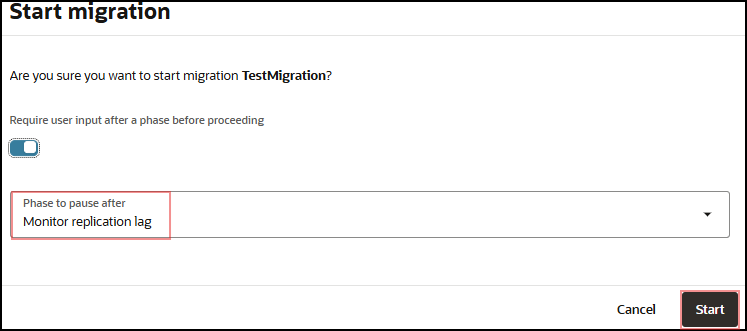 Start migration
Are you sure you want to start migration TestMigration?
Require user input after a phase before proceeding
Phase to pause after
Monitor replication lag
Cancel
Start